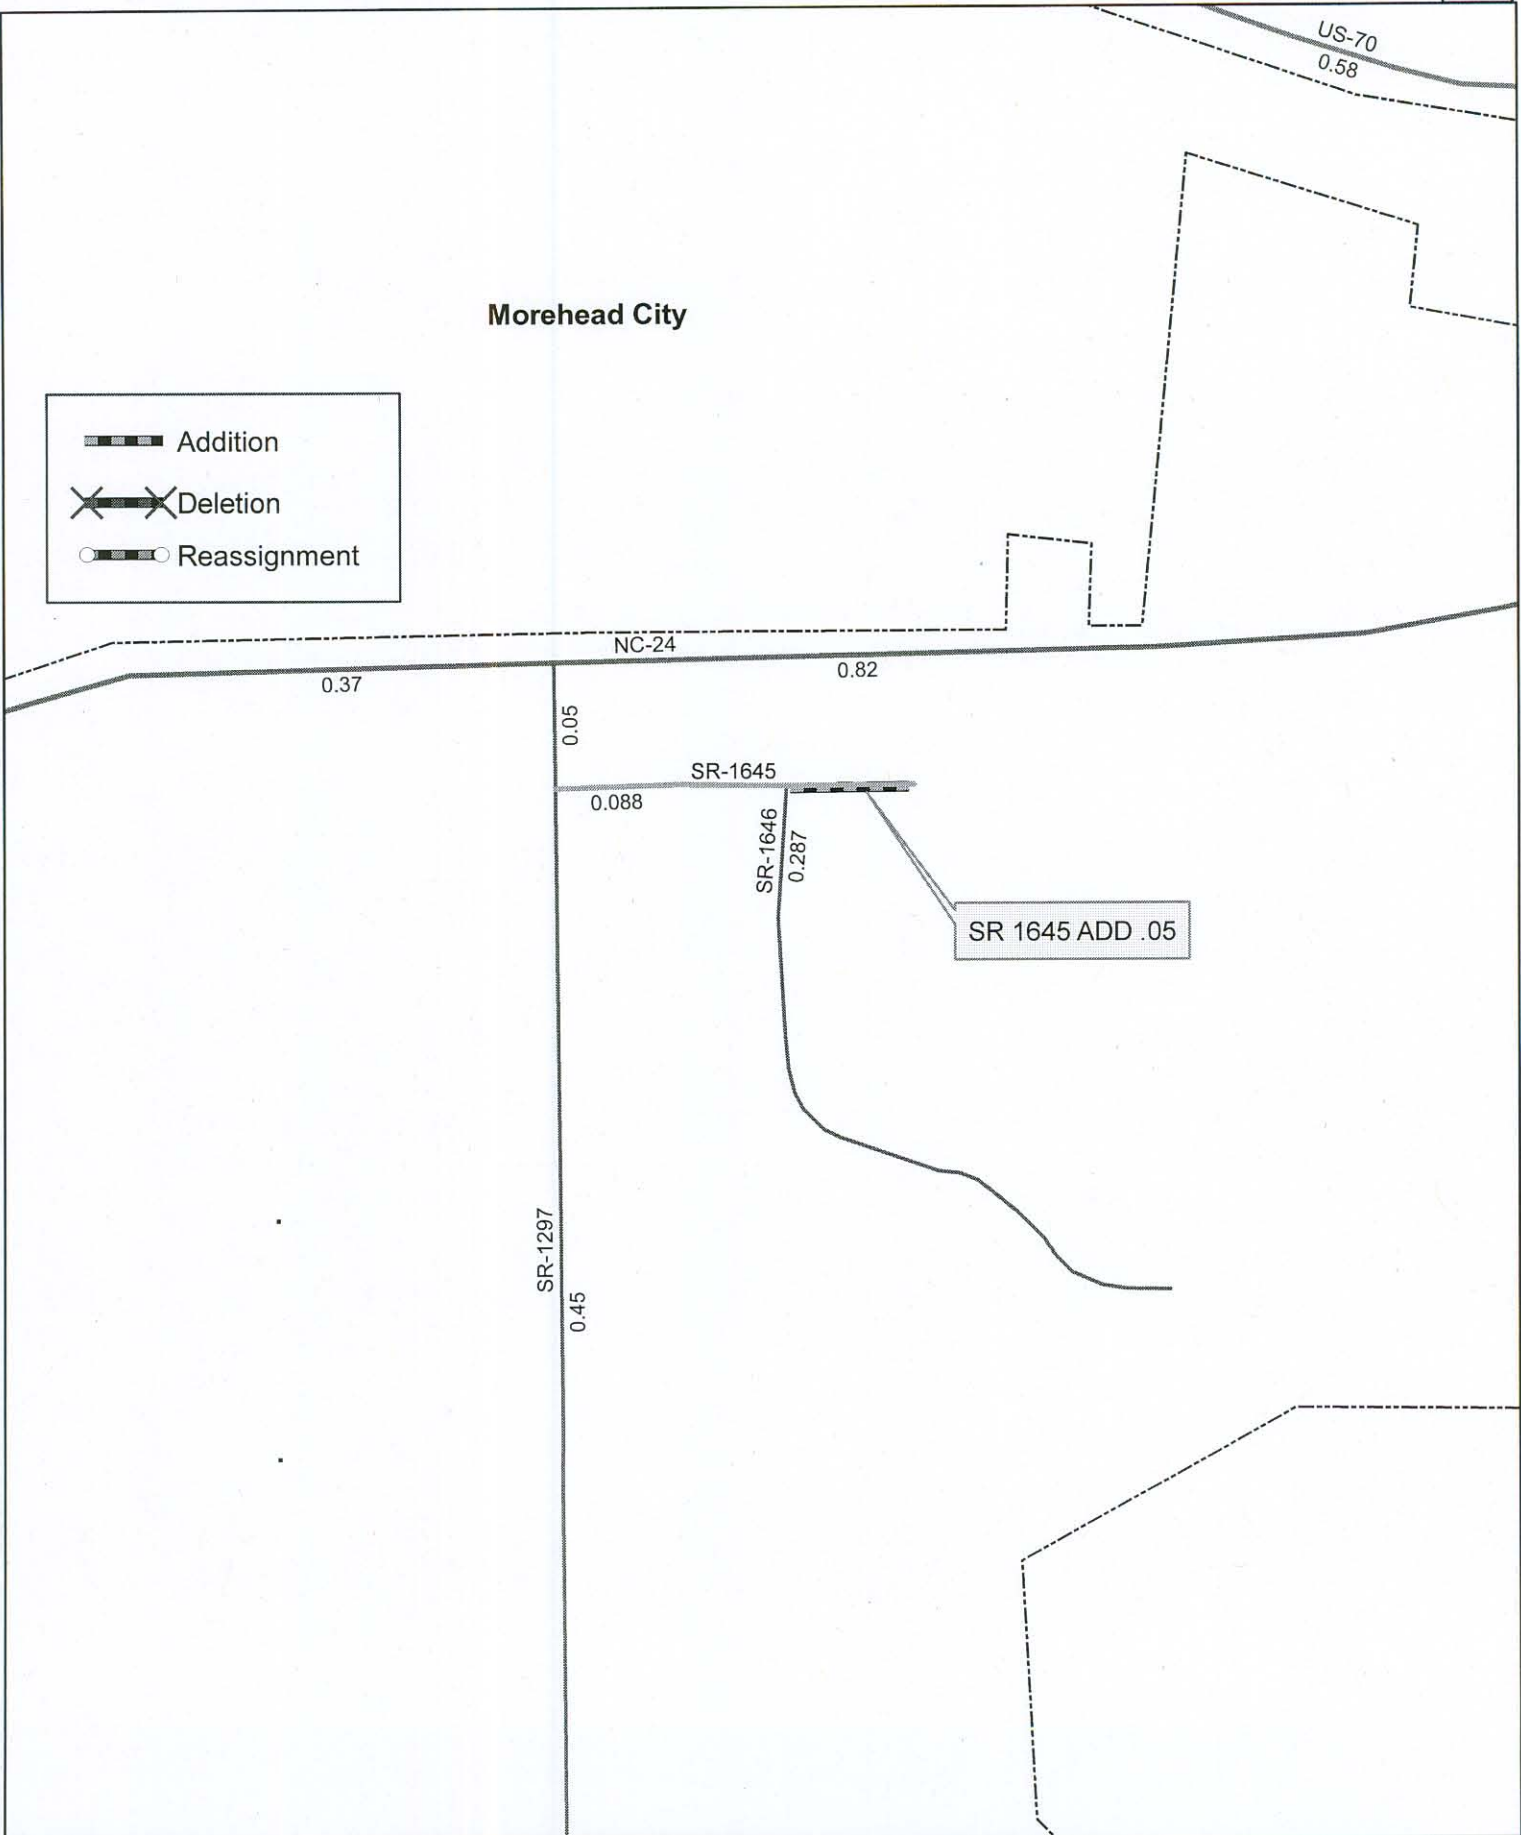 US-70
0.58
Morehead City
Addition
Deletion
Reassignment
NC-24
0.37
0.82
0.05
SR-1645
0.088
SR-1646
0.287
SR 1645 ADD .05
SR-1297
0.45